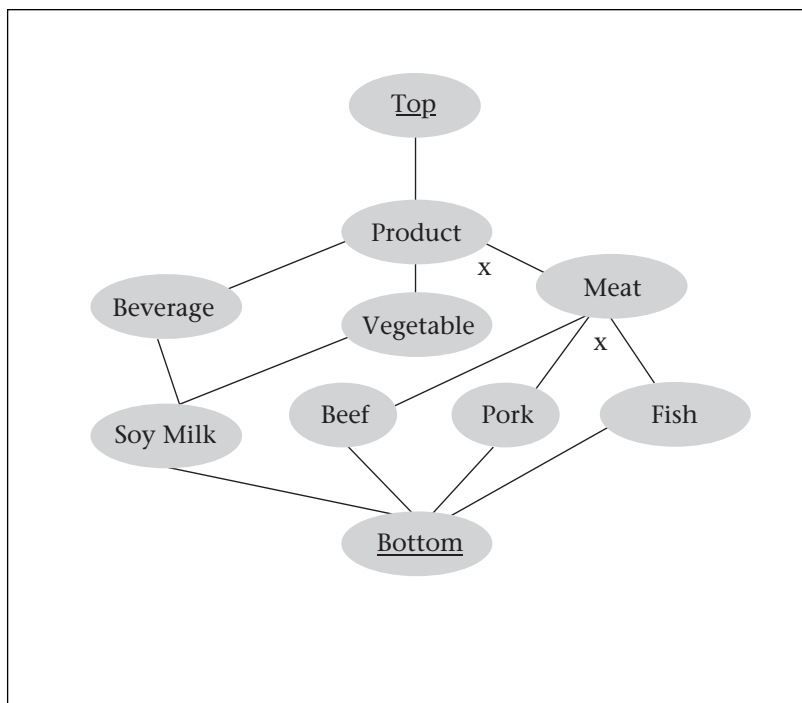 Top
Product
x
Meat
Beverage
Vegetable
x
Beef
Pork
Fish
Soy Milk
Bottom